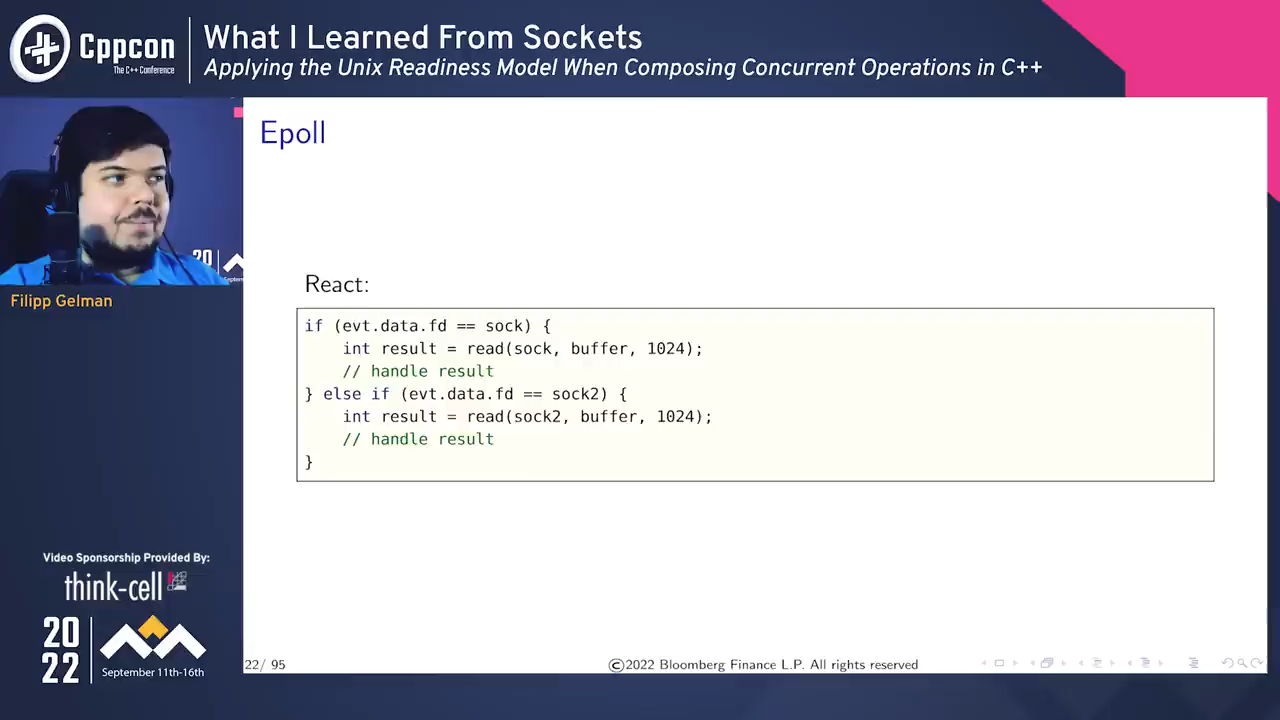 Cppcon
The C++ Conference
What I Learned From Sockets
Applying the Unix Readiness Model When Composing Concurrent Operations in C++
Epoll
20
Filipp Gelman
React:
if (evt.data.fd == sock) {
    int result = read(sock, buffer, 1024);
    // handle result
} else if (evt.data.fd == sock2) {
    int result = read(sock2, buffer, 1024);
    // handle result
}
Video Sponsorship Provided By:
think-cell
20
22
September 11th-16th
22/ 95
©2022 Bloomberg Finance L.P. All rights reserved